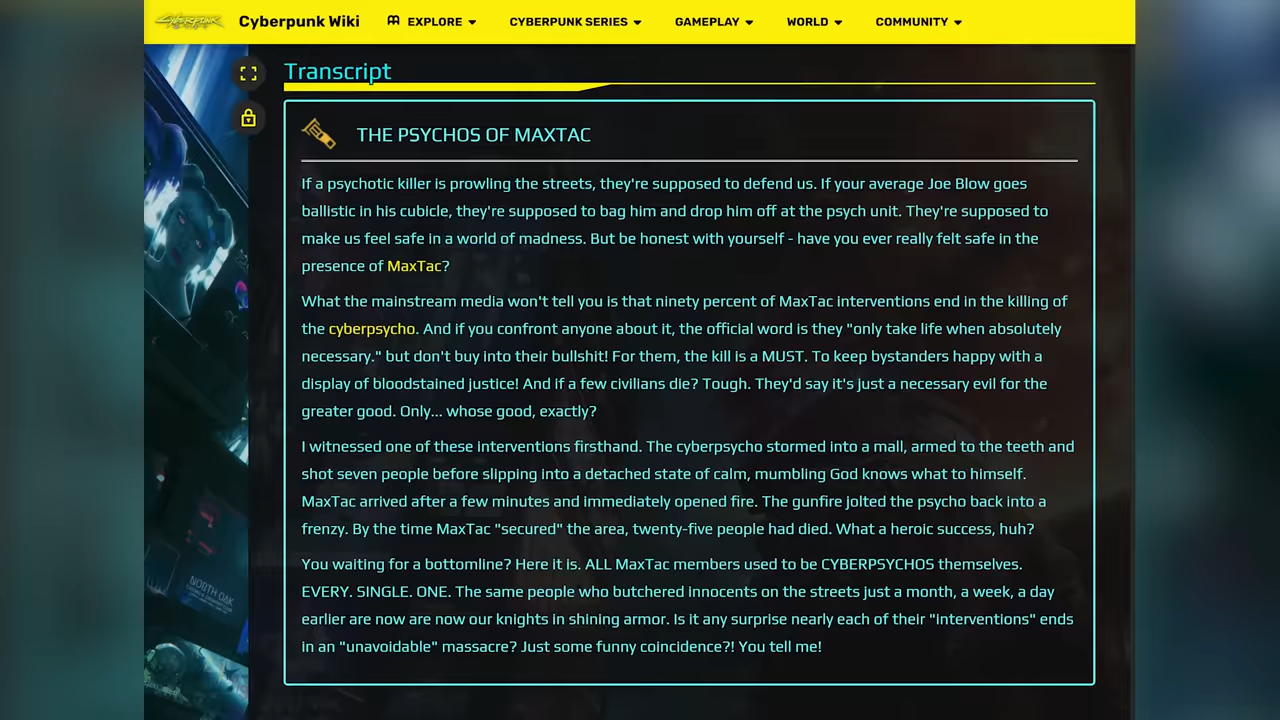 CYBERPUNK
Cyberpunk Wiki
EXPLORE
CYBERPUNK SERIES
GAMEPLAY
WORLD
COMMUNITY
Transcript
THE PSYCHOS OF MAXTAC
If a psychotic killer is prowling the streets, they're supposed to defend us. If your average Joe Blow goes
ballistic in his cubicle, they're supposed to bag him and drop him off at the psych unit. They're supposed to
make us feel safe in a world of madness. But be honest with yourself - have you ever really felt safe in the
presence of MaxTac?
What the mainstream media won't tell you is that ninety percent of MaxTac interventions end in the killing of
the cyberpsycho. And if you confront anyone about it, the official word is they "only take life when absolutely
necessary." but don't buy into their bullshit! For them, the kill is a MUST. To keep bystanders happy with a
display of bloodstained justice! And if a few civilians die? Tough. They'd say it's just a necessary evil for the
greater good. Only... whose good, exactly?
I witnessed one of these interventions firsthand. The cyberpsycho stormed into a mall, armed to the teeth and
shot seven people before slipping into a detached state of calm, mumbling God knows what to himself.
MaxTac arrived after a few minutes and immediately opened fire. The gunfire jolted the psycho back into a
frenzy. By the time MaxTac "secured" the area, twenty-five people had died. What a heroic success, huh?
You waiting for a bottomline? Here it is. ALL MaxTac members used to be CYBERPSYCHOS themselves.
EVERY. SINGLE. ONE. The same people who butchered innocents on the streets just a month, a week, a day
earlier are now are now our knights in shining armor. Is it any surprise nearly each of their "interventions" ends
in an "unavoidable" massacre? Just some funny coincidence?! You tell me!
NORTH OAK